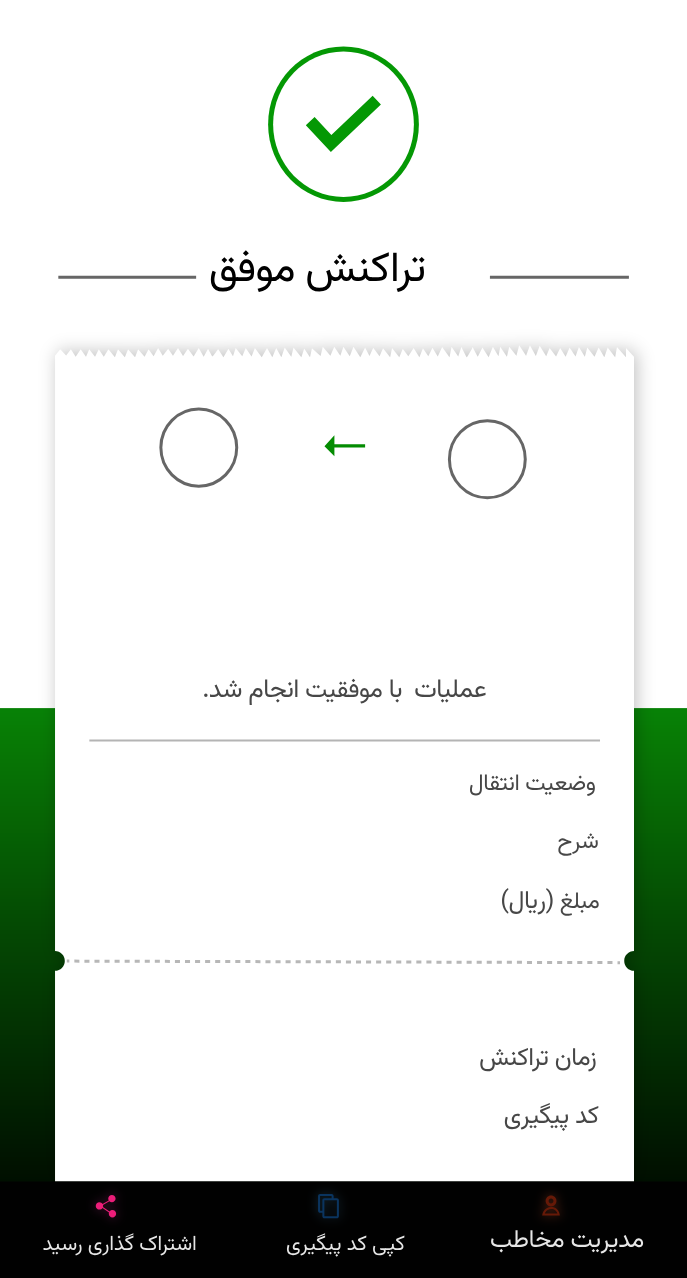 تراکنش موفق
عملیات با موفقیت انجام شد.
وضعیت انتقال
شرح
مبلغ (ریال)
زمان تراکنش
کد پیگیری
مدیریت مخاطب
کپی کد پیگیری
اشتراک گذاری رسید